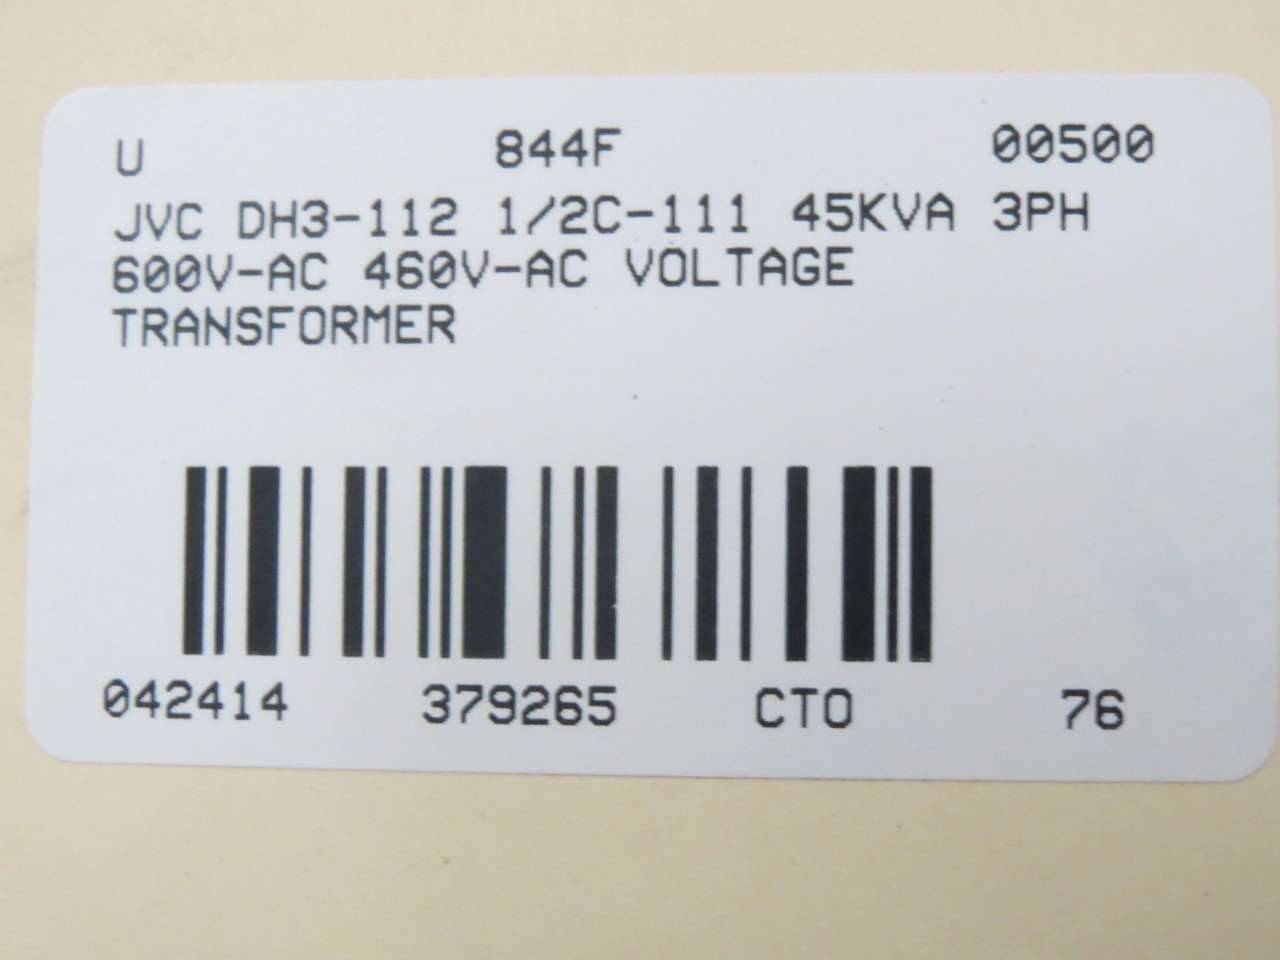 U 844F 00500
JVC DH3-112 1/2C-111 45KVA 3PH
600V-AC 460V-AC VOLTAGE
TRANSFORMER
042414 379265 CTO 76